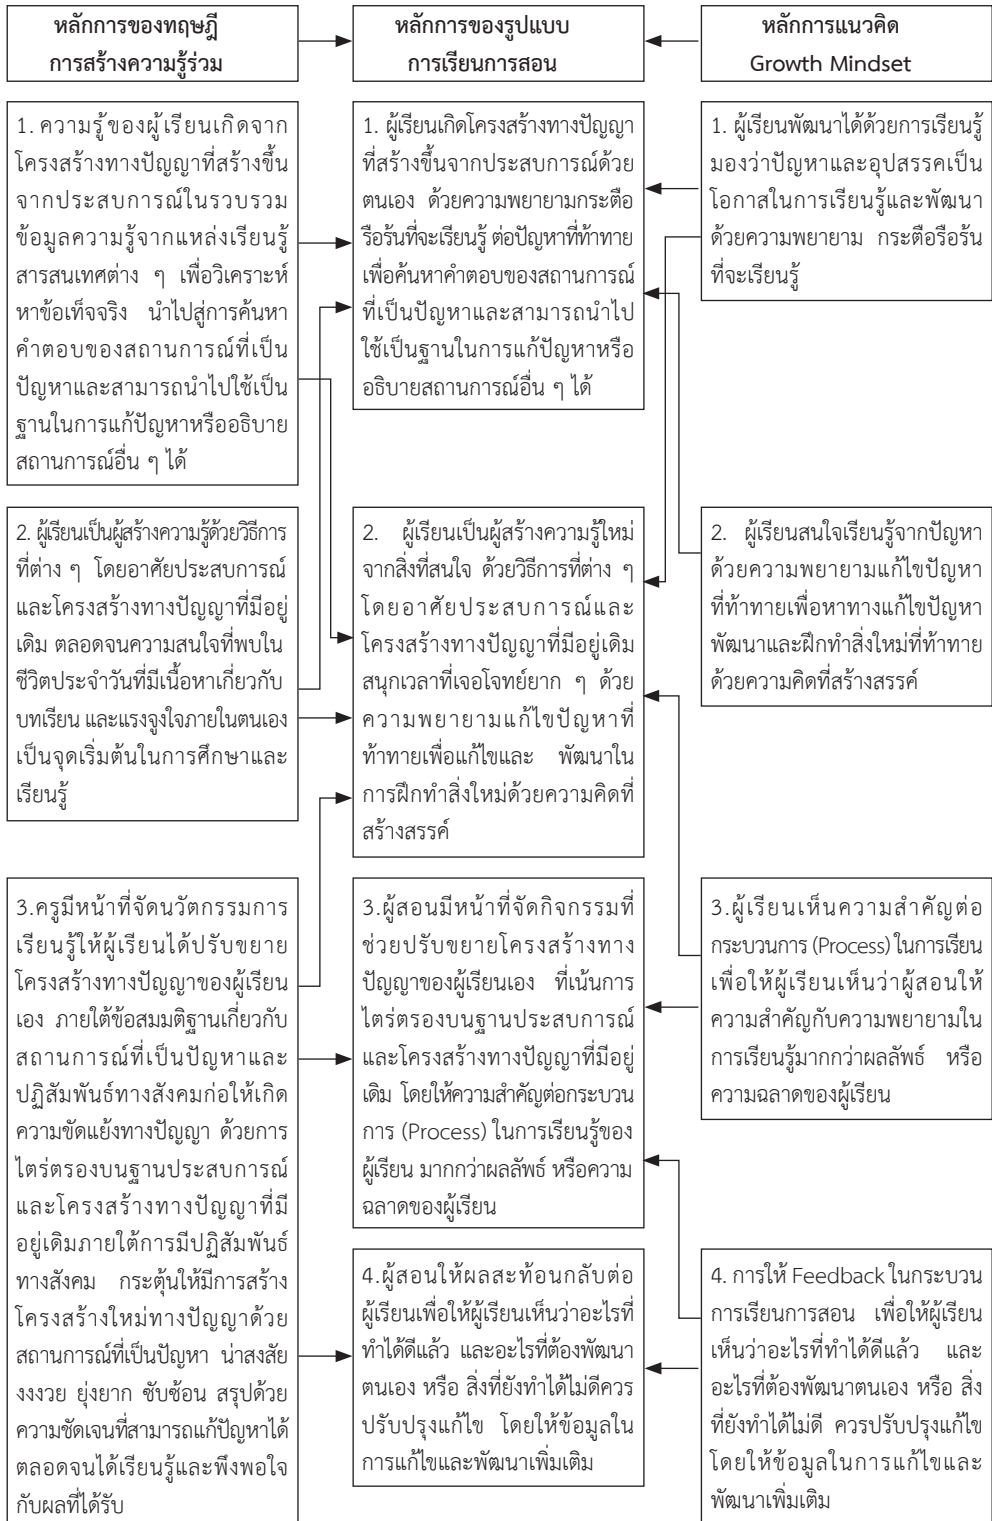 หลักการของทฤษฎี
การสร้างความรู้ร่วม
หลักการของรูปแบบ
การเรียนการสอน
หลักการแนวคิด
Growth Mindset
1. ความรู้ของผู้เรียนเกิดจาก
โครงสร้างทางปัญญาที่สร้างขึ้น
จากประสบการณ์ในรวบรวม
ข้อมูลความรู้จากแหล่งเรียนรู้
สารสนเทศต่าง ๆ เพื่อวิเคราะห์
หาข้อเท็จจริง นำไปสู่การค้นหา
คำตอบของสถานการณ์ที่เป็น
ปัญหาและสามารถนำไปใช้เป็น
ฐานในการแก้ปัญหาหรืออธิบาย
สถานการณ์อื่น ๆ ได้
1. ผู้เรียนเกิดโครงสร้างทางปัญญา
ที่สร้างขึ้นจากประสบการณ์ด้วย
ตนเอง ด้วยความพยายามกระตือ
รือร้นที่จะเรียนรู้ ต่อปัญหาที่ท้าทาย
เพื่อค้นหาคำตอบของสถานการณ์
ที่เป็นปัญหาและสามารถนำไป
ใช้เป็นฐานในการแก้ปัญหาหรือ
อธิบายสถานการณ์อื่น ๆ ได้
1. ผู้เรียนพัฒนาได้ด้วยการเรียนรู้
มองว่าปัญหาและอุปสรรคเป็น
โอกาสในการเรียนรู้และพัฒนา
ด้วยความพยายาม กระตือรือร้น
ที่จะเรียนรู้
2. ผู้เรียนเป็นผู้สร้างความรู้ด้วยวิธีการ
ที่ต่าง ๆ โดยอาศัยประสบการณ์
และโครงสร้างทางปัญญาที่มีอยู่
เดิม ตลอดจนความสนใจที่พบใน
ชีวิตประจำวันที่มีเนื้อหาเกี่ยวกับ
บทเรียน และแรงจูงใจภายในตนเอง
เป็นจุดเริ่มต้นในการศึกษาและ
เรียนรู้
2. ผู้เรียนเป็นผู้สร้างความรู้ใหม่
จากสิ่งที่สนใจ ด้วยวิธีการที่ต่าง ๆ
โดยอาศัยประสบการณ์และ
โครงสร้างทางปัญญาที่มีอยู่เดิม
สนุกเวลาที่เจอโจทย์ยาก ๆ ด้วย
ความพยายามแก้ไขปัญหาที่
ท้าทายเพื่อแก้ไขและ พัฒนาใน
การฝึกทำสิ่งใหม่ด้วยความคิดที่
สร้างสรรค์
2. ผู้เรียนสนใจเรียนรู้จากปัญหา
ด้วยความพยายามแก้ไขปัญหา
ที่ท้าทายเพื่อหาทางแก้ไขปัญหา
พัฒนาและฝึกทำสิ่งใหม่ที่ท้าทาย
ด้วยความคิดที่สร้างสรรค์
3.ครูมีหน้าที่จัดนวัตกรรมการ
เรียนรู้ให้ผู้เรียนได้ปรับขยาย
โครงสร้างทางปัญญาของผู้เรียน
เอง ภายใต้ข้อสมมติฐานเกี่ยวกับ
สถานการณ์ที่เป็นปัญหาและ
ปฏิสัมพันธ์ทางสังคมก่อให้เกิด
ความขัดแย้งทางปัญญา ด้วยการ
ไตร่ตรองบนฐานประสบการณ์
และโครงสร้างทางปัญญาที่มี
อยู่เดิมภายใต้การมีปฏิสัมพันธ์
ทางสังคม กระตุ้นให้มีการสร้าง
โครงสร้างใหม่ทางปัญญาด้วย
สถานการณ์ที่เป็นปัญหา น่าสงสัย
งงงวย ยุ่งยาก ซับซ้อน สรุปด้วย
ความชัดเจนที่สามารถแก้ปัญหาได้
ตลอดจนได้เรียนรู้และพึงพอใจ
กับผลที่ได้รับ
3.ผู้สอนมีหน้าที่จัดกิจกรรมที่
ช่วยปรับขยายโครงสร้างทาง
ปัญญาของผู้เรียนเอง ที่เน้นการ
ไตร่ตรองบนฐานประสบการณ์
และโครงสร้างทางปัญญาที่มีอยู่
เดิม โดยให้ความสำคัญต่อกระบวน
การ (Process) ในการเรียนรู้ของ
ผู้เรียน มากกว่าผลลัพธ์ หรือความ
ฉลาดของผู้เรียน
3.ผู้เรียนเห็นความสำคัญต่อ
กระบวนการ (Process) ในการเรียน
เพื่อให้ผู้เรียนเห็นว่าผู้สอนให้
ความสำคัญกับความพยายามใน
การเรียนรู้มากกว่าผลลัพธ์ หรือ
ความฉลาดของผู้เรียน
4.ผู้สอนให้ผลสะท้อนกลับต่อ
ผู้เรียนเพื่อให้ผู้เรียนเห็นว่าอะไรที่
ทำได้ดีแล้ว และอะไรที่ต้องพัฒนา
ตนเอง หรือ สิ่งที่ยังทำได้ไม่ดีควร
ปรับปรุงแก้ไข โดยให้ข้อมูลใน
การแก้ไขและพัฒนาเพิ่มเติม
4. การให้ Feedback ในกระบวน
การเรียนการสอน เพื่อให้ผู้เรียน
เห็นว่าอะไรที่ทำได้ดีแล้ว และ
อะไรที่ต้องพัฒนาตนเอง หรือ สิ่ง
ที่ยังทำได้ไม่ดี ควรปรับปรุงแก้ไข
โดยให้ข้อมูลในการแก้ไขและ
พัฒนาเพิ่มเติม